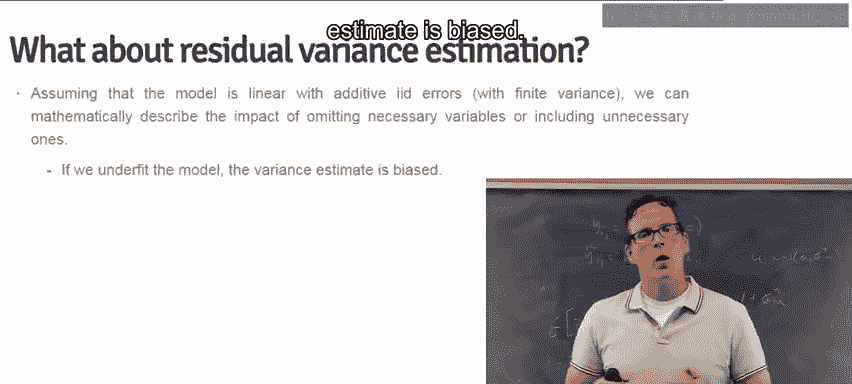 estimate is biased.
What about residual variance estimation?
· Assuming that the model is linear with additive iid errors (with finite variance), we can
mathematically describe the impact of omitting necessary variables or including unnecessary
ones.
- If we underfit the model, the variance estimate is biased.